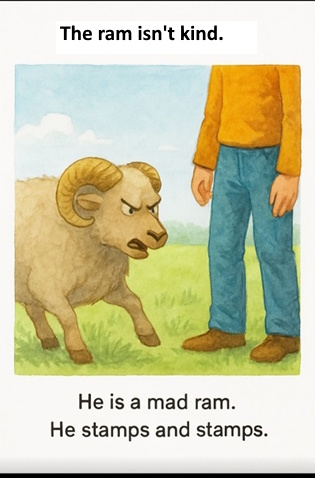 The ram isn't kind.
He is a mad ram.
He stamps and stamps.